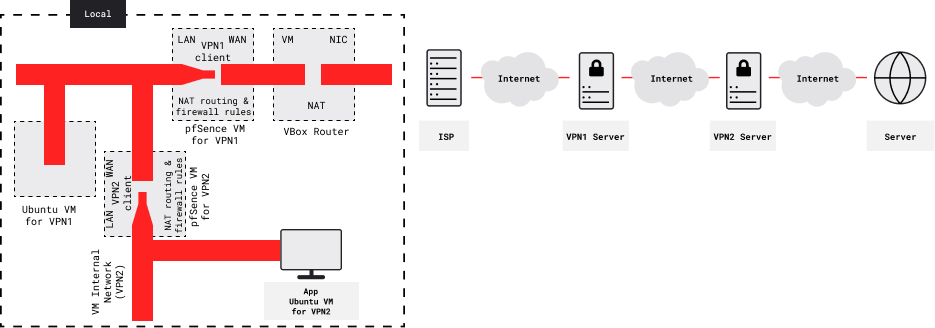 Local
LAN WAN
VPN1
client
NAT routing &
firewall rules
pfSence VM
for VPN1
VM NIC
NAT
VBox Router
Ubuntu VM
for VPN1
LAN WAN
VPN2
client
NAT routing &
firewall rules
pfSence VM
for VPN2
VM Internal
Network
(VPN2)
App
Ubuntu VM
for VPN2
Internet
Internet
Internet
ISP
VPN1 Server
VPN2 Server
Server